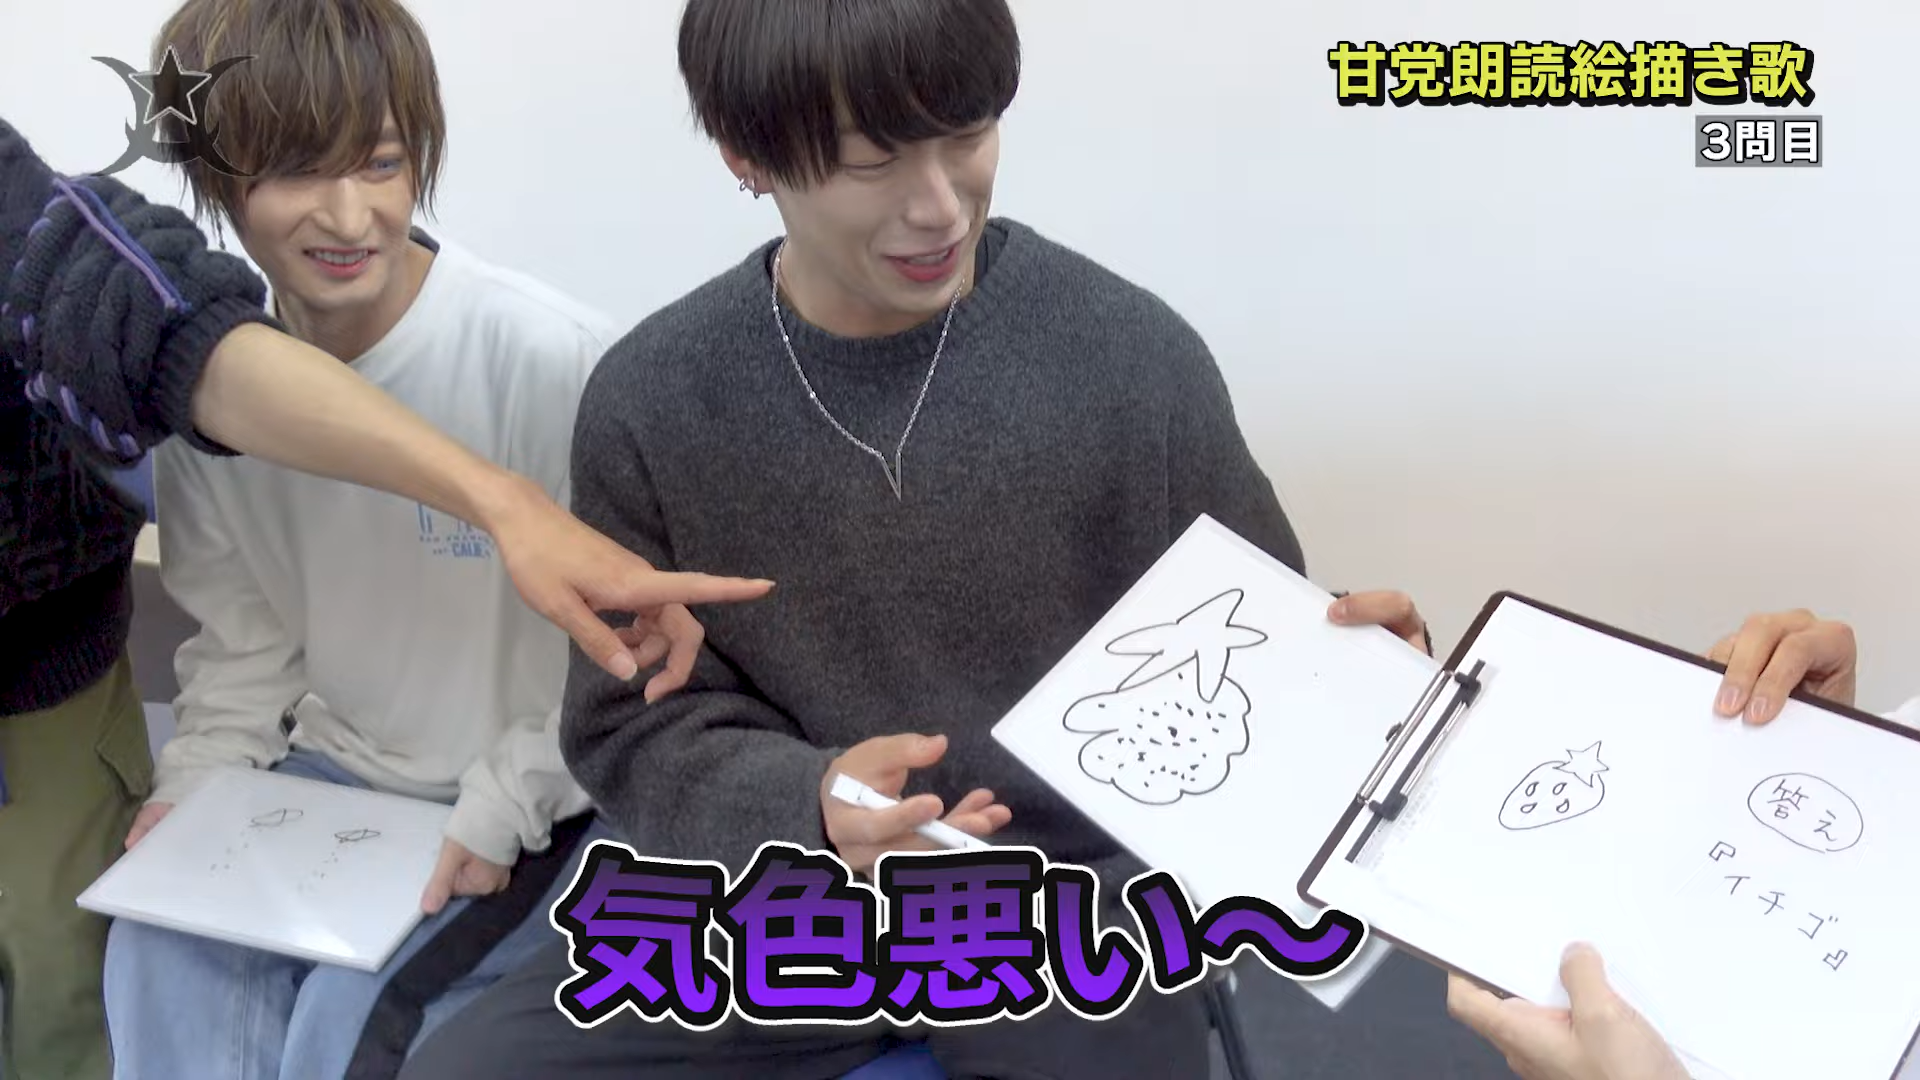 甘党朗読絵描き歌
3問目
答え
『イチゴ』
気色悪い〜